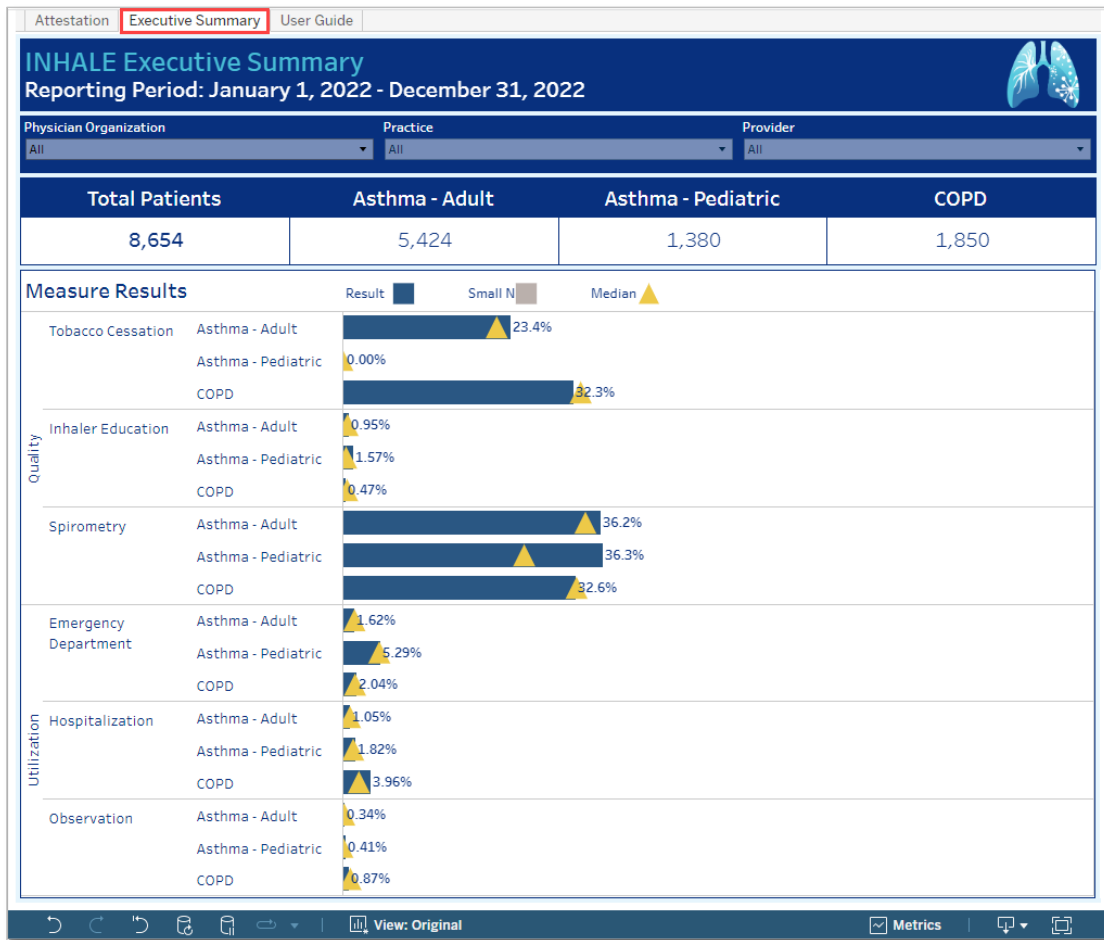 Attestation Executive Summary User Guide
INHALE Executive Summary
Reporting Period: January 1, 2022 - December 31, 2022
Physician Organization Practice Provider
All All All
Total Patients Asthma - Adult Asthma - Pediatric COPD
8,654 5,424 1,380 1,850
Measure Results Result Small N Median
Quality
Tobacco Cessation Asthma - Adult 23.4%
Asthma - Pediatric 0.00%
COPD 32.3%
Inhaler Education Asthma - Adult 0.95%
Asthma - Pediatric 1.57%
COPD 0.47%
Spirometry Asthma - Adult 36.2%
Asthma - Pediatric 36.3%
COPD 32.6%
Utilization
Emergency Asthma - Adult 1.62%
Department Asthma - Pediatric 5.29%
COPD 2.04%
Hospitalization Asthma - Adult 1.05%
Asthma - Pediatric 1.82%
COPD 3.96%
Observation Asthma - Adult 0.34%
Asthma - Pediatric 0.41%
COPD 0.87%
View: Original Metrics